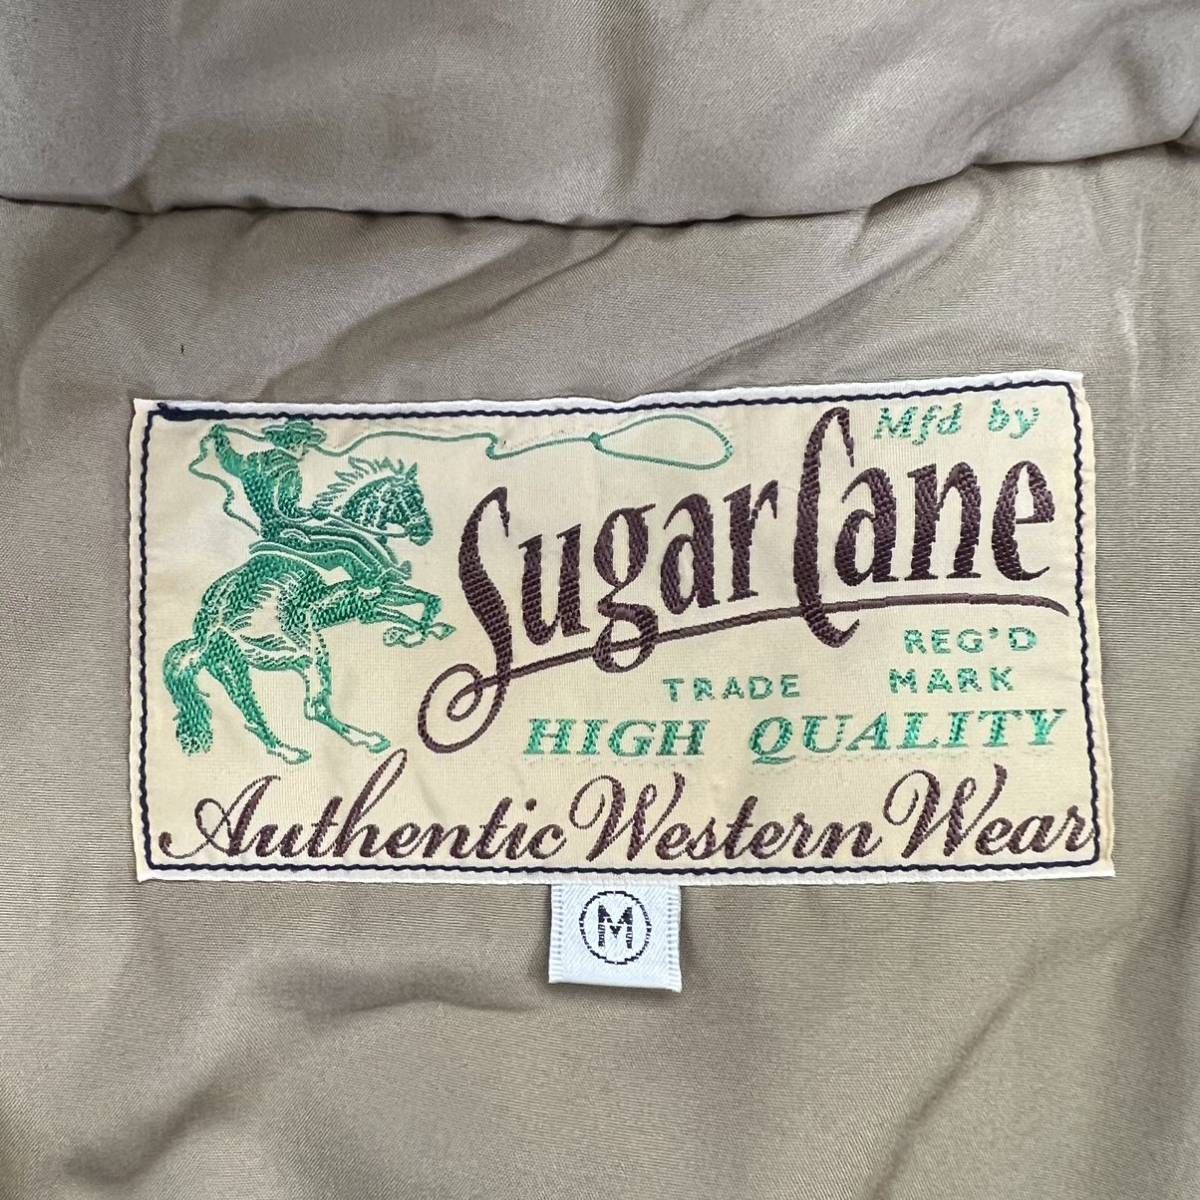 Mfd by
Sugar Cane
REG'D
TRADE MARK
HIGH QUALITY
Authentic Western Wear
M